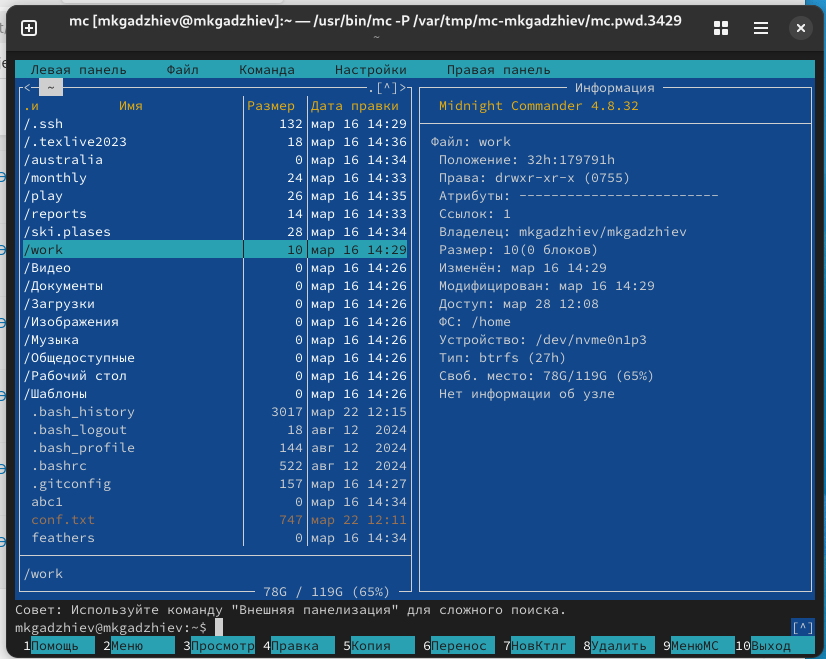 mc [mkgadzhiev@mkgadzhiev]:~ — /usr/bin/mc -P /var/tmp/mc-mkgadzhiev/mc.pwd.3429
~
Левая панель Файл Команда Настройки Правая панель
<─ ~ .[^]>
.и Имя Размер Дата правки
/.ssh 132 мар 16 14:29
/.texlive2023 18 мар 16 14:36
/australia 0 мар 16 14:34
/monthly 24 мар 16 14:33
/play 26 мар 16 14:35
/reports 14 мар 16 14:33
/ski.plases 28 мар 16 14:34
/work 10 мар 16 14:29
/Видео 0 мар 16 14:26
/Документы 0 мар 16 14:26
/Загрузки 0 мар 16 14:26
/Изображения 0 мар 16 14:26
/Музыка 0 мар 16 14:26
/Общедоступные 0 мар 16 14:26
/Рабочий стол 0 мар 16 14:26
/Шаблоны 0 мар 16 14:26
.bash_history 3017 мар 22 12:15
.bash_logout 18 авг 12 2024
.bash_profile 144 авг 12 2024
.bashrc 522 авг 12 2024
.gitconfig 157 мар 16 14:27
abc1 0 мар 16 14:34
conf.txt 747 мар 22 12:11
feathers 0 мар 16 14:34
/work
78G / 119G (65%)
Информация
Midnight Commander 4.8.32
Файл: work
Положение: 32h:179791h
Права: drwxr-xr-x (0755)
Атрибуты: -------------------------
Ссылок: 1
Владелец: mkgadzhiev/mkgadzhiev
Размер: 10(0 блоков)
Изменён: мар 16 14:29
Модифицирован: мар 16 14:29
Доступ: мар 28 12:08
ФС: /home
Устройство: /dev/nvme0n1p3
Тип: btrfs (27h)
Своб. место: 78G/119G (65%)
Нет информации об узле
Совет: Используйте команду "Внешняя панелизация" для сложного поиска.
mkgadzhiev@mkgadzhiev:~$ [^]
1Помощь 2Меню 3Просмотр 4Правка 5Копия 6Перенос 7НовКтлг 8Удалить 9МенюМС 10Выход